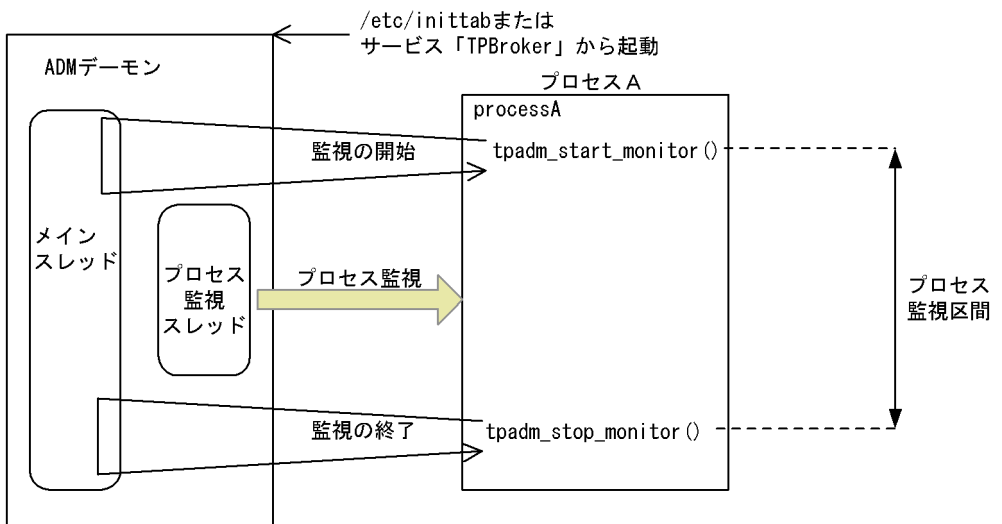 /etc/inittabまたは
サービス「TPBroker」から起動
ADMデーモン
プロセスA
processA
監視の開始
tpadm_start_monitor()
メイン
スレッド
プロセス
監視
スレッド
プロセス監視
プロセス
監視区間
監視の終了
tpadm_stop_monitor()